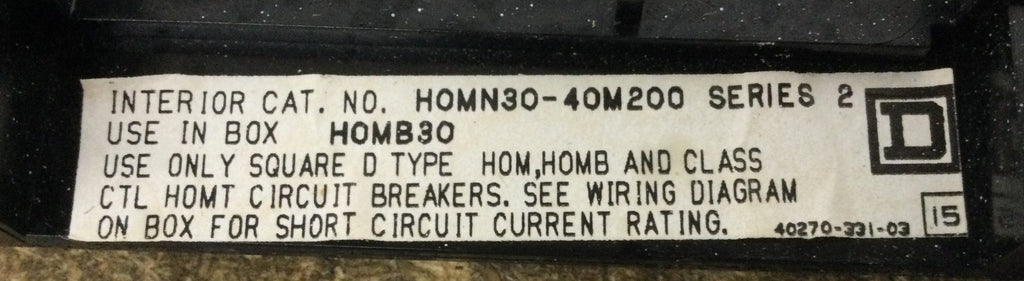 INTERIOR CAT. NO. HOMN30-40M200 SERIES 2
USE IN BOX HOMB30
USE ONLY SQUARE D TYPE HOM,HOMB AND CLASS
CTL HOMT CIRCUIT BREAKERS. SEE WIRING DIAGRAM
ON BOX FOR SHORT CIRCUIT CURRENT RATING.
40270-331-03
D
15